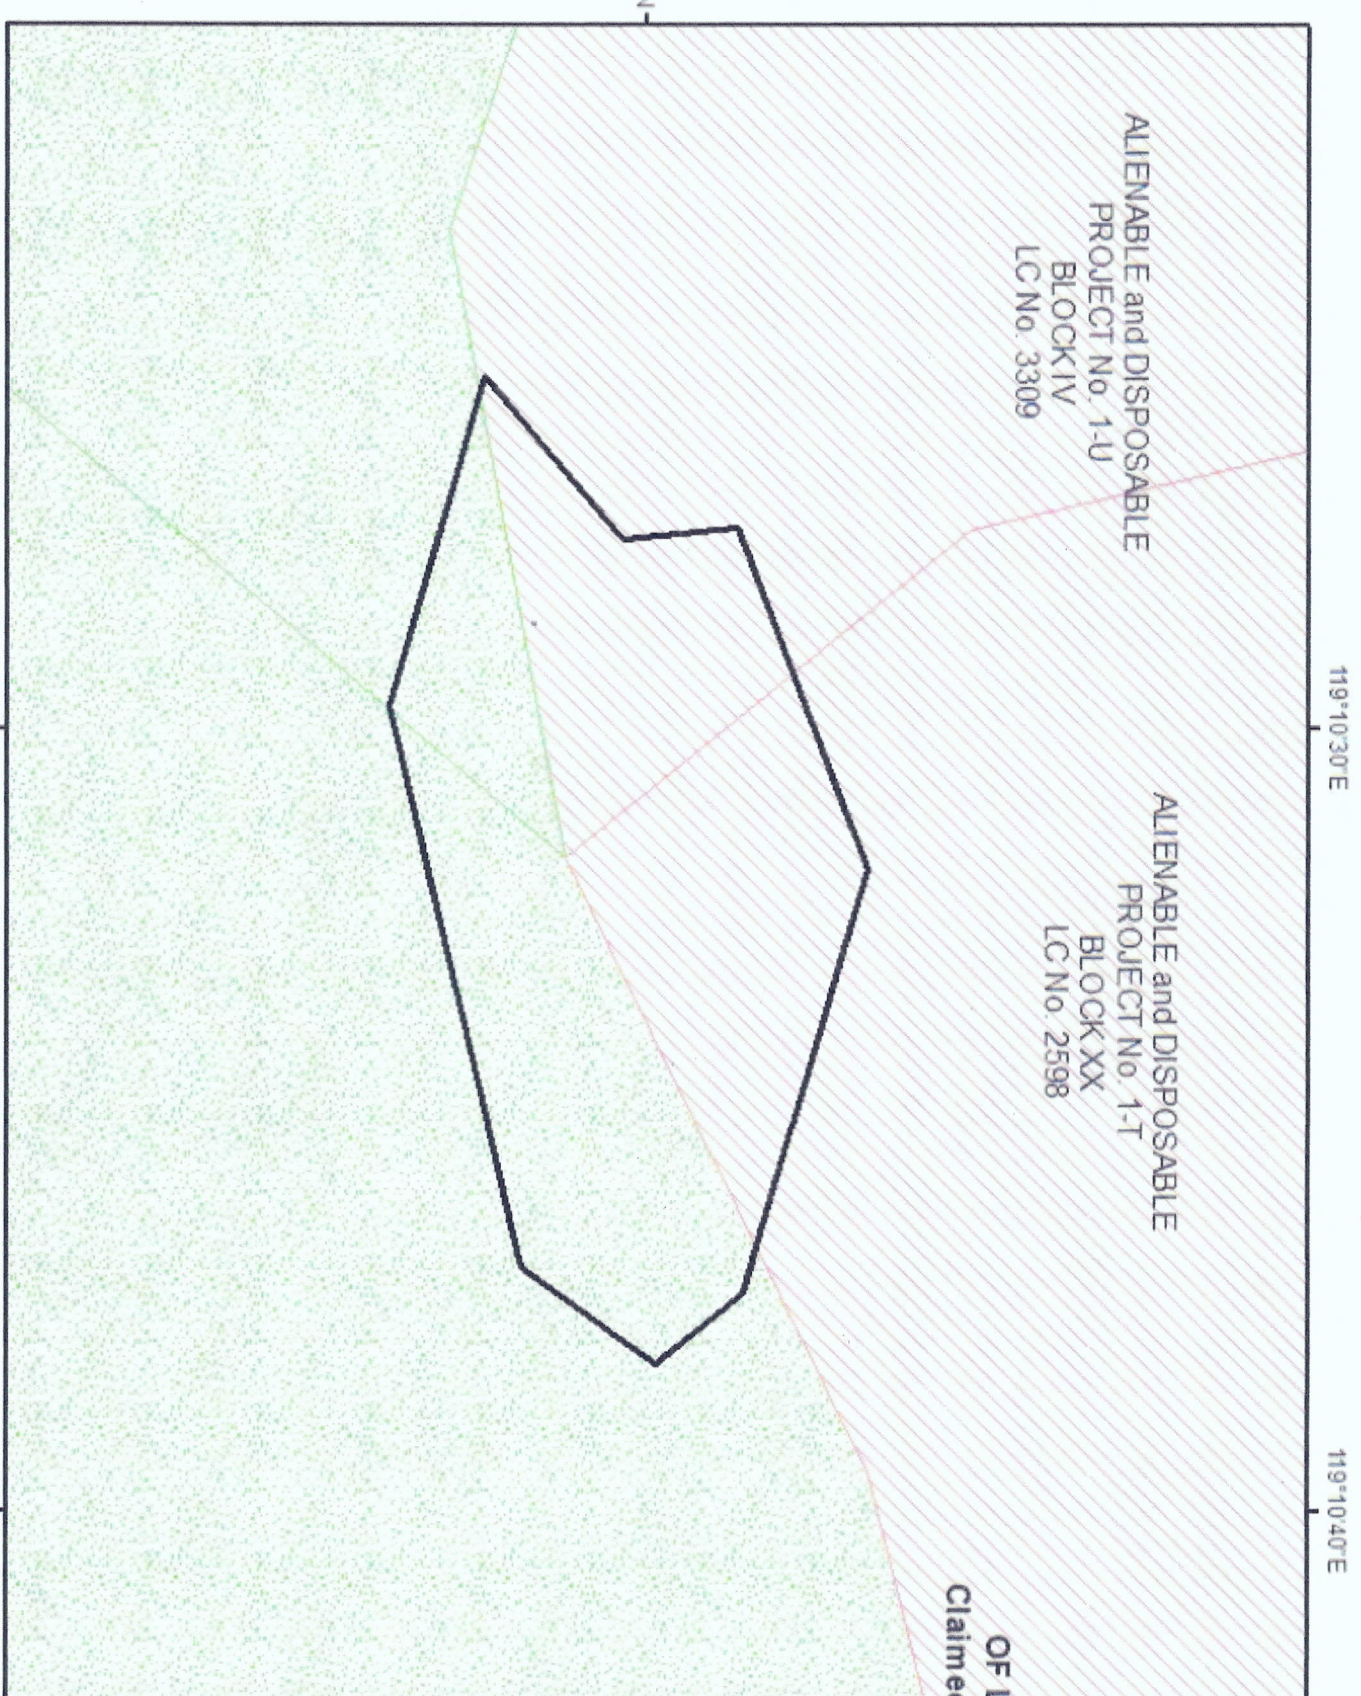 ALIENABLE and DISPOSABLE
PROJECT No. 1-U
BLOCK IV
LC No. 3309
119°10'30"E
ALIENABLE and DISPOSABLE
PROJECT No. 1-T
BLOCK XX
LC No. 2598
119°10'40"E
OF